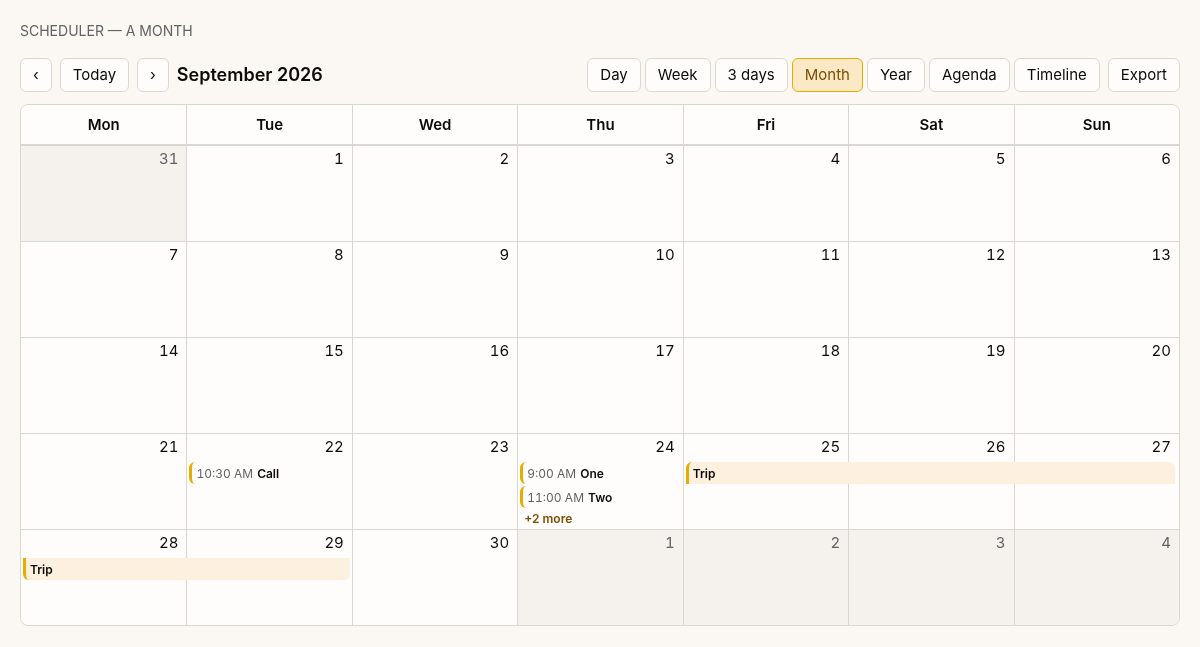 SCHEDULER — A MONTH
‹ Today › September 2026 Day Week 3 days Month Year Agenda Timeline Export
Mon Tue Wed Thu Fri Sat Sun
31 1 2 3 4 5 6
7 8 9 10 11 12 13
14 15 16 17 18 19 20
21 22 23 24 25 26 27
10:30 AM Call 9:00 AM One Trip
11:00 AM Two
+2 more
28 29 30 1 2 3 4
Trip